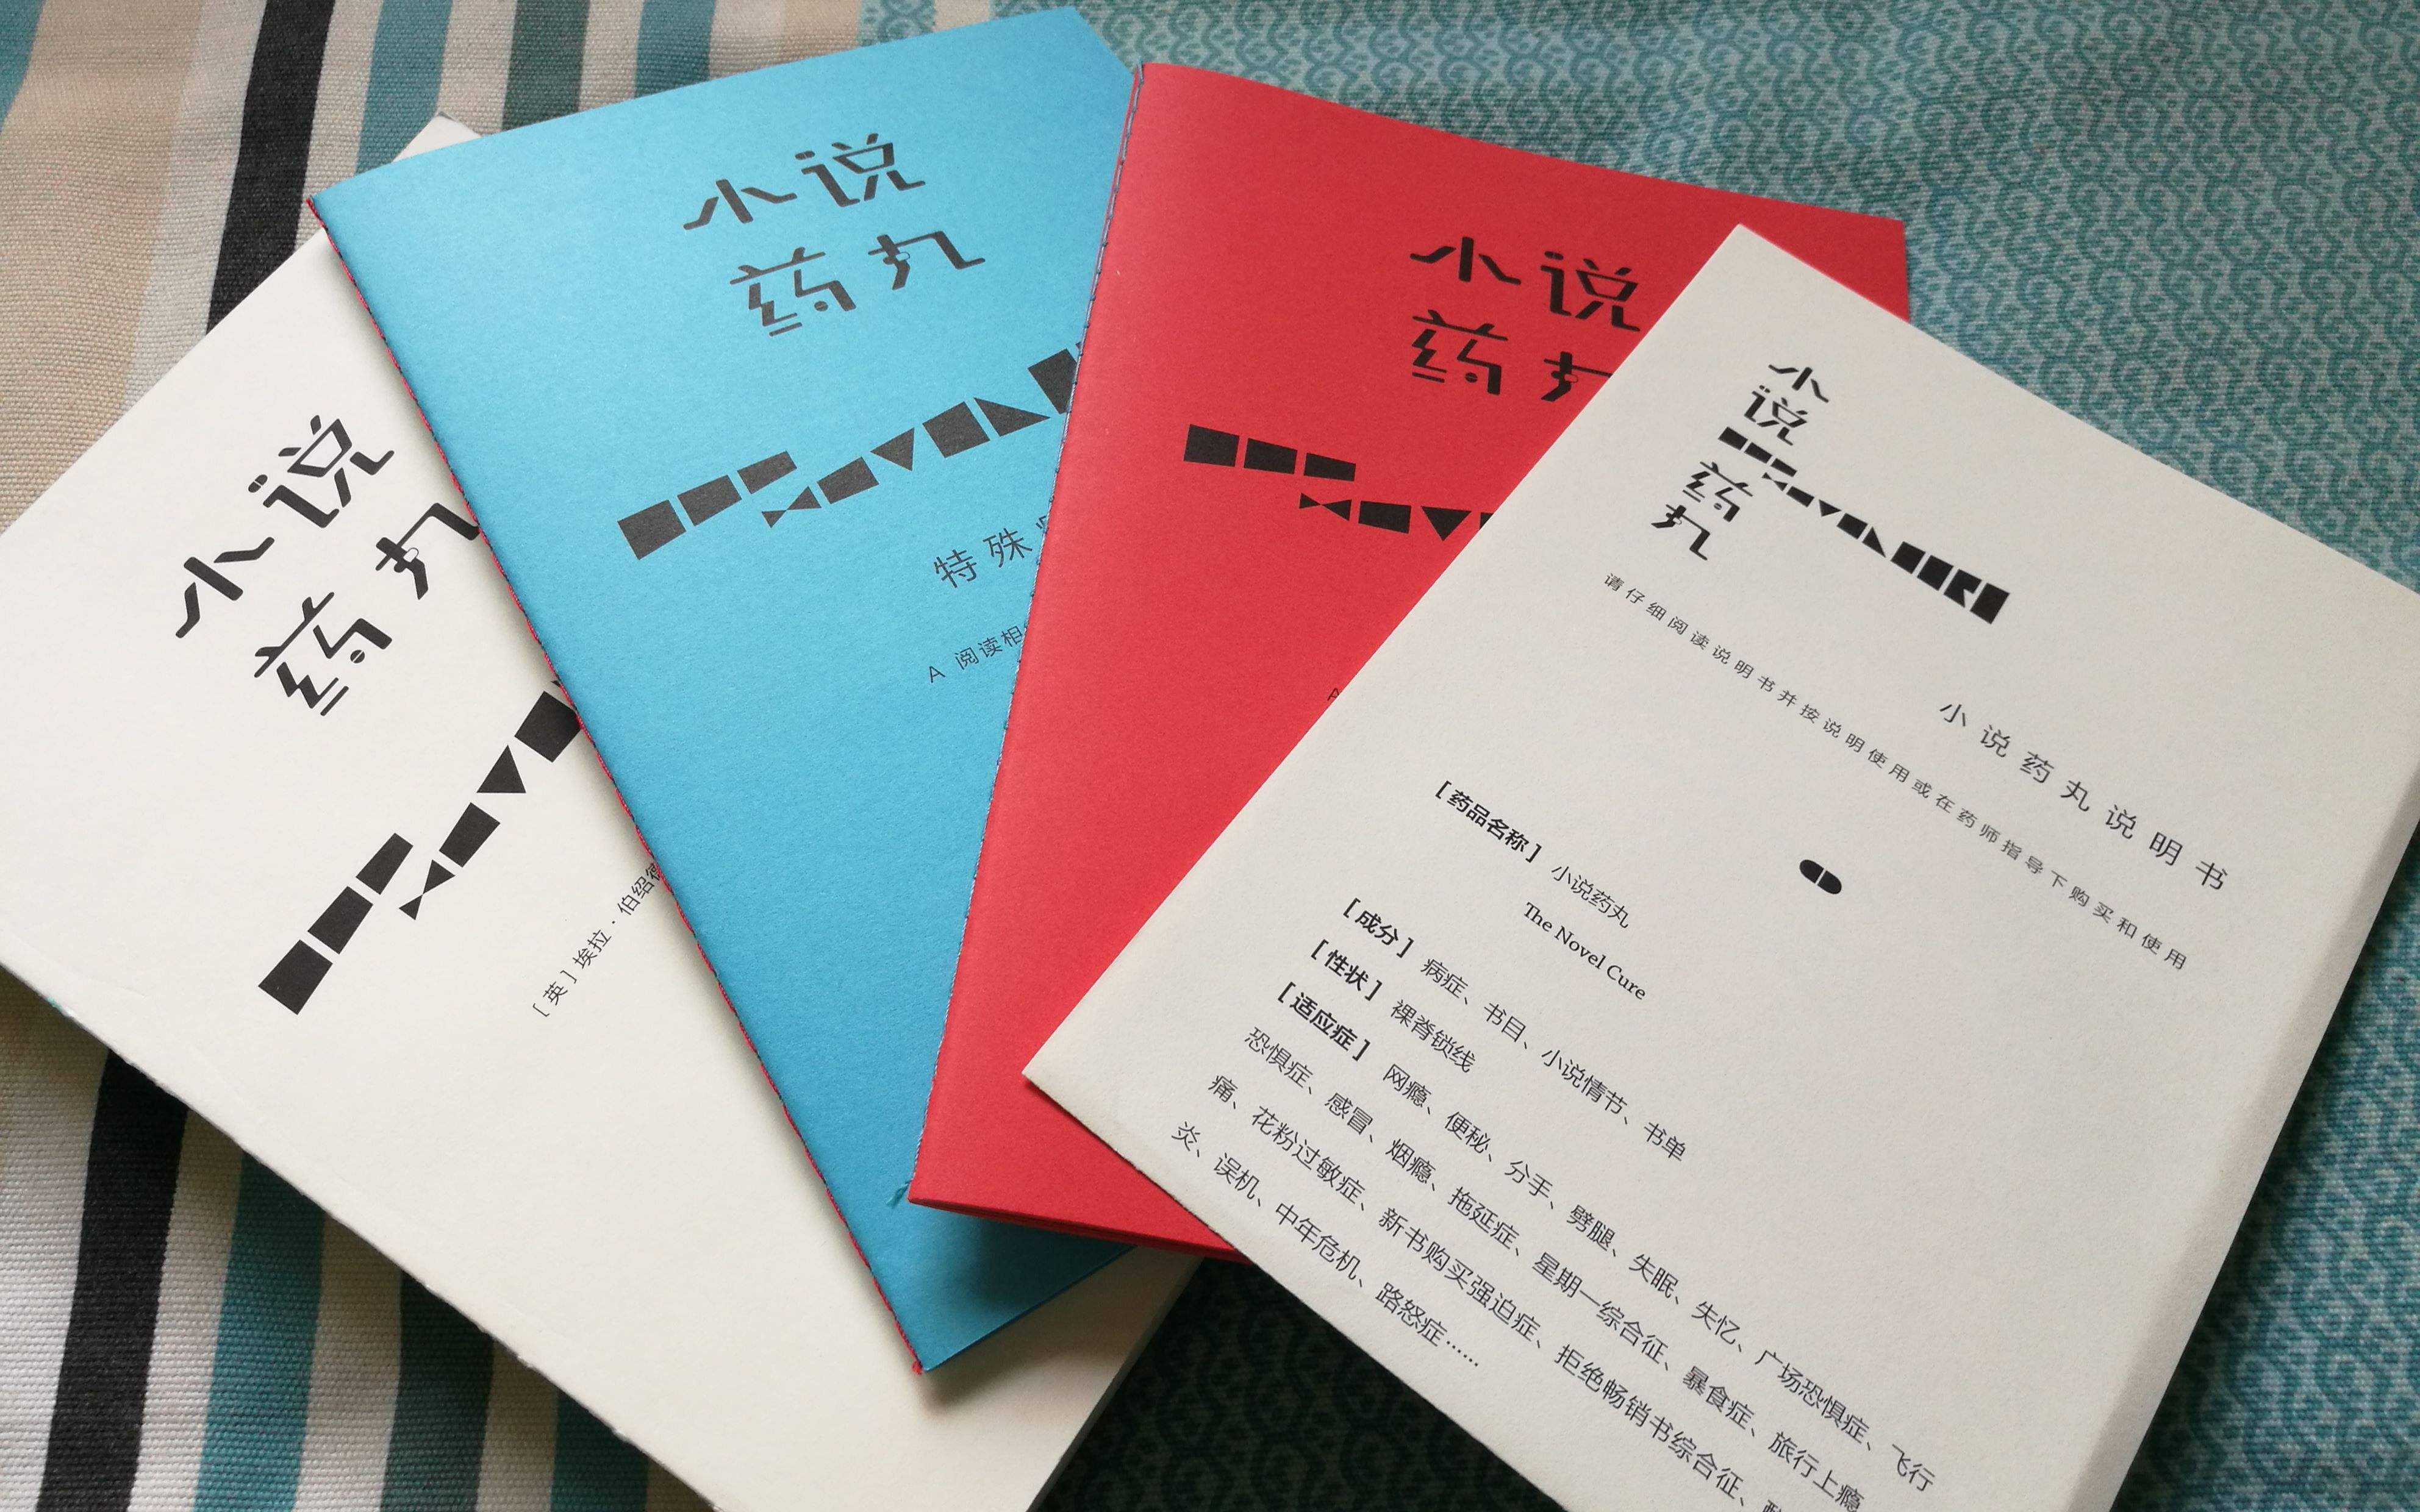 小说
药丸
[英]埃拉·伯绍德
小说
药丸
特殊
A 阅读相
小说
药丸
小
说
药
丸
小说药丸说明书
请仔细阅读说明书并按说明使用或在药师指导下购买和使用
[药品名称] 小说药丸
The Novel Cure
[成分] 病症、书目、小说情节、书单
[性状] 裸脊锁线
[适应症] 网瘾、便秘、分手、劈腿、失眠、失忆、广场恐惧症、飞行
恐惧症、感冒、烟瘾、拖延症、星期一综合征、暴食症、旅行上瘾
痛、花粉过敏症、新书购买强迫症、拒绝畅销书综合征、
炎、误机、中年危机、路怒症……